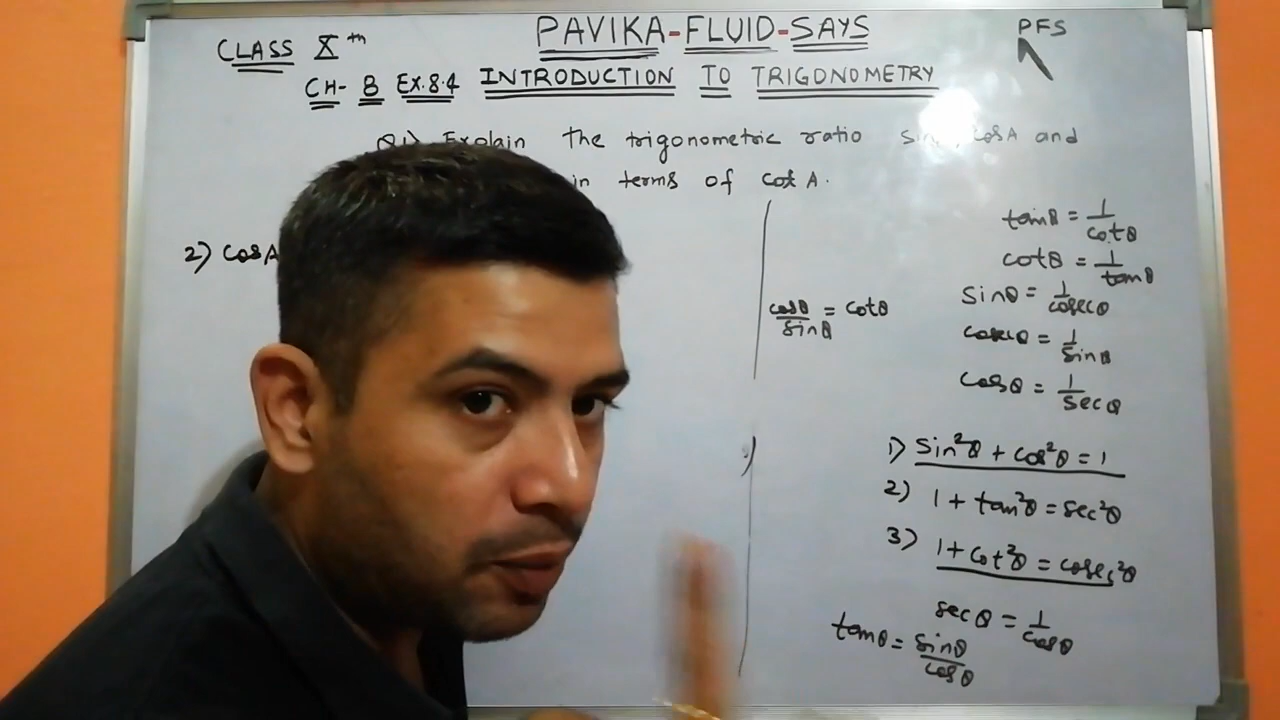 PAVIKA-FLUID-SAYS
PFS
CLASS Xth
CH- 8 EX.8.4 INTRODUCTION TO TRIGONOMETRY
Q1) Explain the trigonometric ratio cosA and
in terms of cot A.
2) cosA
cosθ/sinθ = cotθ
tanθ = 1/cotθ
cotθ = 1/tanθ
sinθ = 1/cosecθ
cosecθ = 1/sinθ
cosθ = 1/secθ
1) sin²θ + cos²θ = 1
2) 1 + tan²θ = sec²θ
3) 1 + cot²θ = cosec²θ
secθ = 1/cosθ
tanθ = sinθ/cosθ